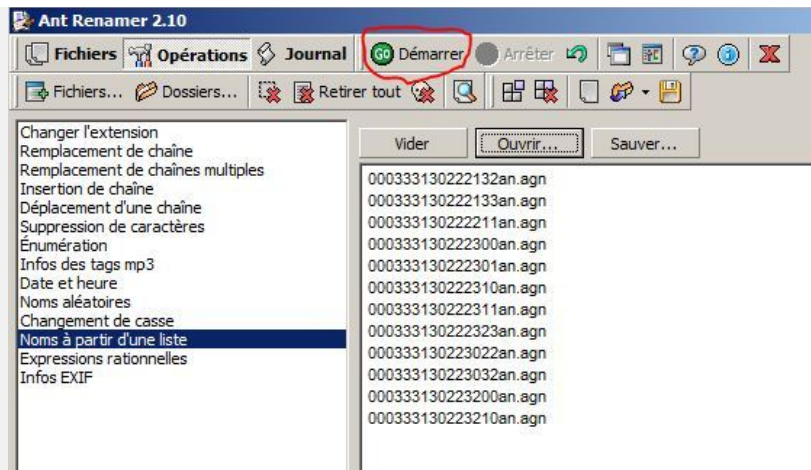 Ant Renamer 2.10
Fichiers Opérations Journal GO Démarrer Arrêter
Fichiers... Dossiers... Retirer tout
Changer l'extension
Remplacement de chaîne
Remplacement de chaînes multiples
Insertion de chaîne
Déplacement d'une chaîne
Suppression de caractères
Énumération
Infos des tags mp3
Date et heure
Noms aléatoires
Changement de casse
Noms à partir d'une liste
Expressions rationnelles
Infos EXIF
Vider Ouvrir... Sauver...
000333130222132an.agn
000333130222133an.agn
000333130222211an.agn
000333130222300an.agn
000333130222301an.agn
000333130222310an.agn
000333130222311an.agn
000333130222323an.agn
000333130223022an.agn
000333130223032an.agn
000333130223200an.agn
000333130223210an.agn